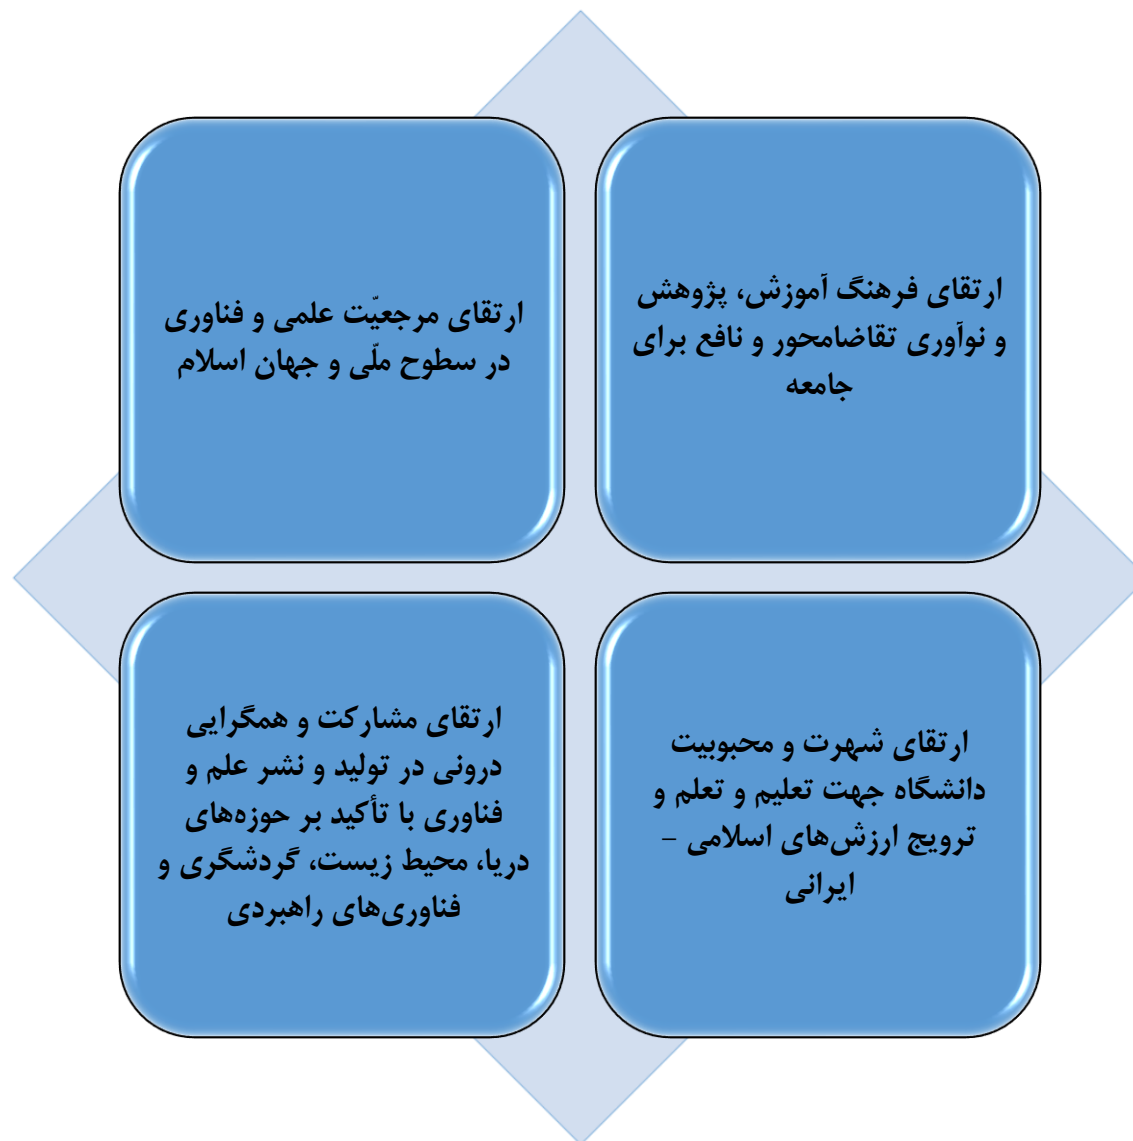 ارتقای فرهنگ آموزش، پژوهش
و نوآوری تقاضامحور و نافع برای
جامعه
ارتقای مرجعیّت علمی و فناوری
در سطوح ملّی و جهان اسلام
ارتقای شهرت و محبوبیت
دانشگاه جهت تعلیم و تعلم و
ترویج ارزش‌های اسلامی –
ایرانی
ارتقای مشارکت و همگرایی
درونی در تولید و نشر علم و
فناوری با تأکید بر حوزه‌های
دریا، محیط زیست، گردشگری و
فناوری‌های راهبردی